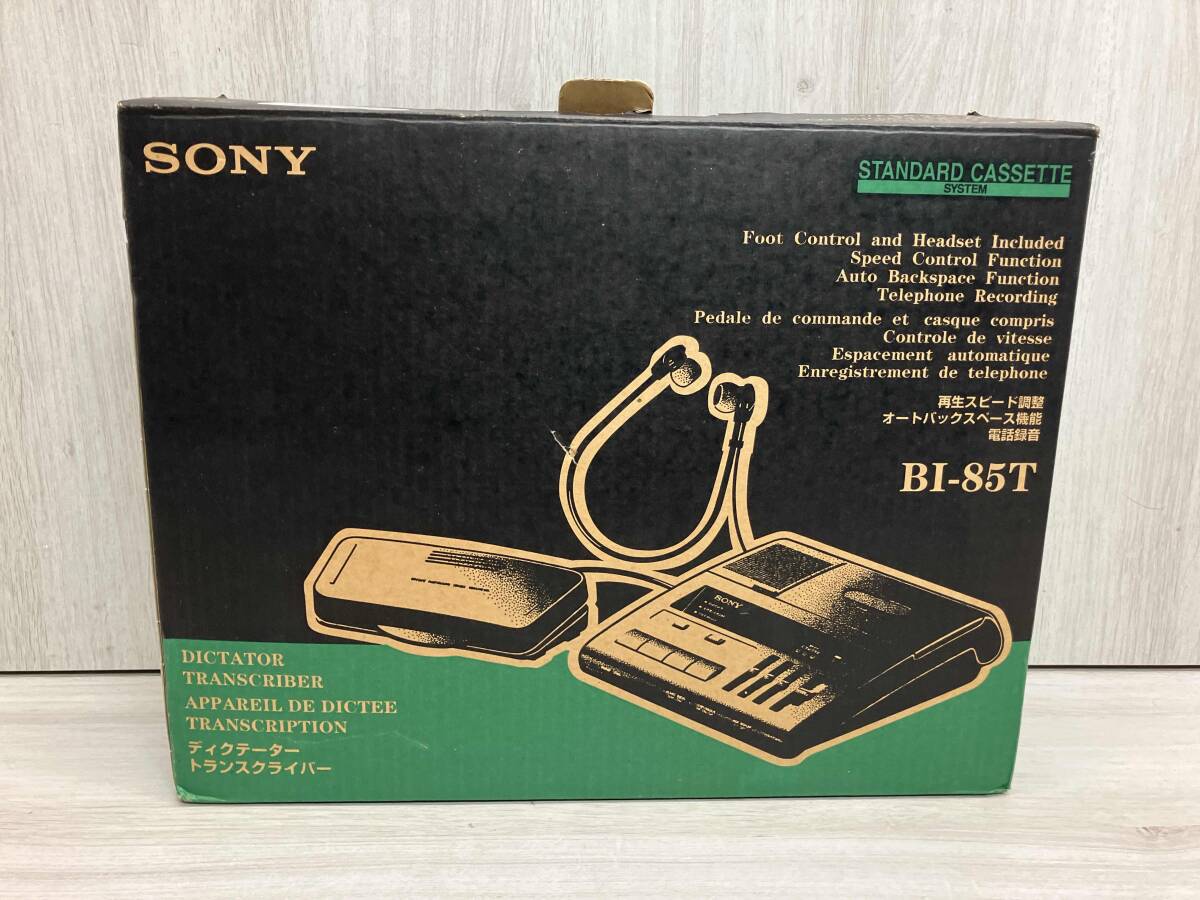 SONY
STANDARD CASSETTE
SYSTEM
Foot Control and Headset Included
Speed Control Function
Auto Backspace Function
Telephone Recording
Pedale de commande et casque compris
Controle de vitesse
Espacement automatique
Enregistrement de telephone
再生スピード調整
オートバックスペース機能
電話録音
BI-85T
SONY
DICTATOR
TRANSCRIBER
APPAREIL DE DICTEE
TRANSCRIPTION
ディクテーター
トランスクライバー